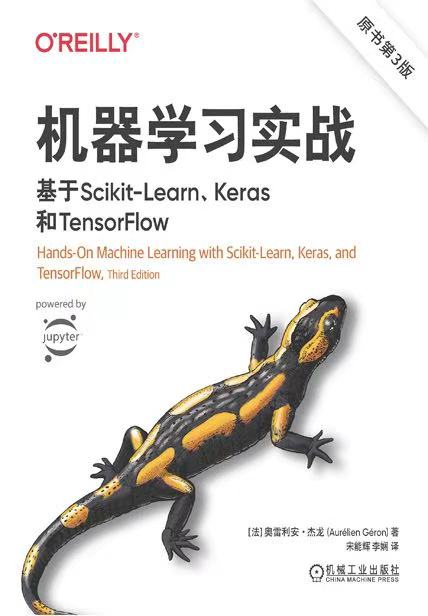 O'REILLY®
原书第3版
机器学习实战
基于Scikit-Learn、Keras
和TensorFlow
Hands-On Machine Learning with Scikit-Learn, Keras, and
TensorFlow, Third Edition
powered by
jupyter
[法] 奥雷利安·杰龙 (Aurélien Géron) 著
宋能辉 李娴 译
机械工业出版社
CHINA MACHINE PRESS